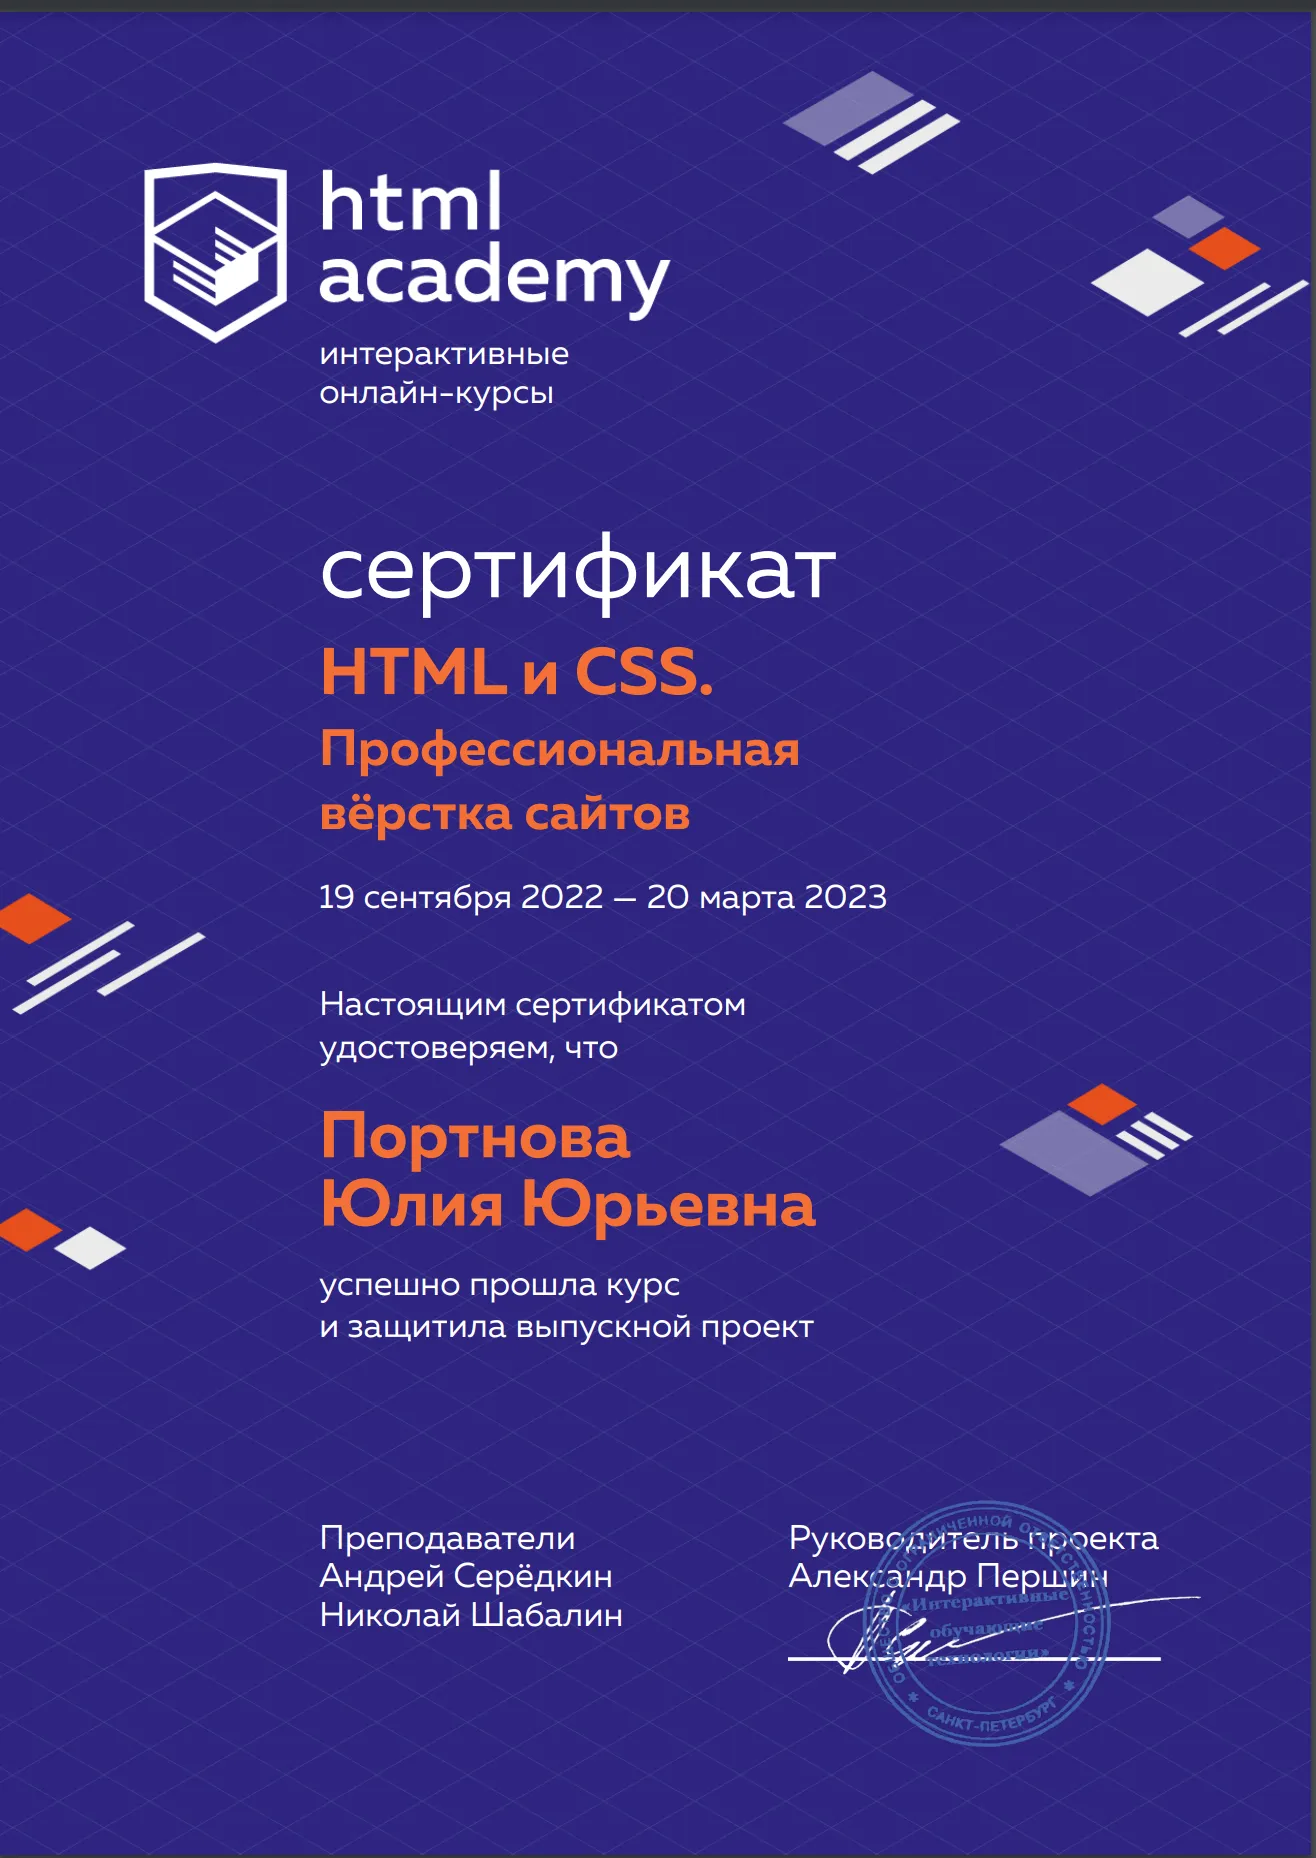 html
academy
интерактивные
онлайн-курсы
сертификат
HTML и CSS.
Профессиональная
вёрстка сайтов
19 сентября 2022 — 20 марта 2023
Настоящим сертификатом
удостоверяем, что
Портнова
Юлия Юрьевна
успешно прошла курс
и защитила выпускной проект
Преподаватели
Андрей Серёдкин
Николай Шабалин
Руководитель проекта
Александр Першин
«Интерактивные
обучающие
технологии»
САНКТ-ПЕТЕРБУРГ